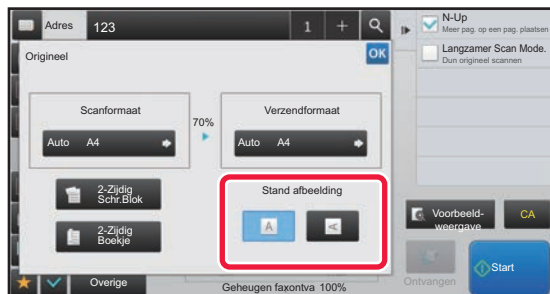 Adres 123 1 +
Origineel OK
Scanformaat
Auto A4
70%
Verzendformaat
Auto A4
2-Zijdig
Schr.Blok
2-Zijdig
Boekje
Stand afbeelding
A A
Overige
Geheugen faxontva 100%
N-Up
Meer pag. op een pag. plaatsen
Langzamer Scan Mode.
Dun origineel scannen
Voorbeeld-
weergave
CA
Ontvangen
Start